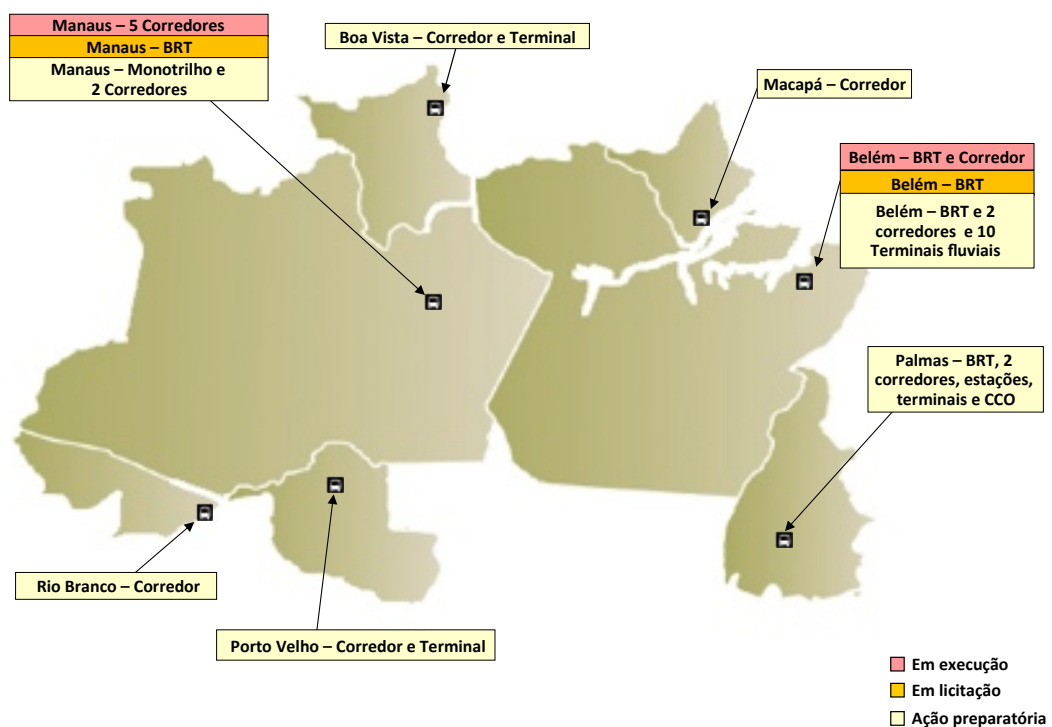 Manaus – 5 Corredores
Manaus – BRT
Manaus – Monotrilho e
2 Corredores
Boa Vista – Corredor e Terminal
Macapá – Corredor
Belém – BRT e Corredor
Belém – BRT
Belém – BRT e 2
corredores e 10
Terminais fluviais
Palmas – BRT, 2
corredores, estações,
terminais e CCO
Rio Branco – Corredor
Porto Velho – Corredor e Terminal
Em execução
Em licitação
Ação preparatória